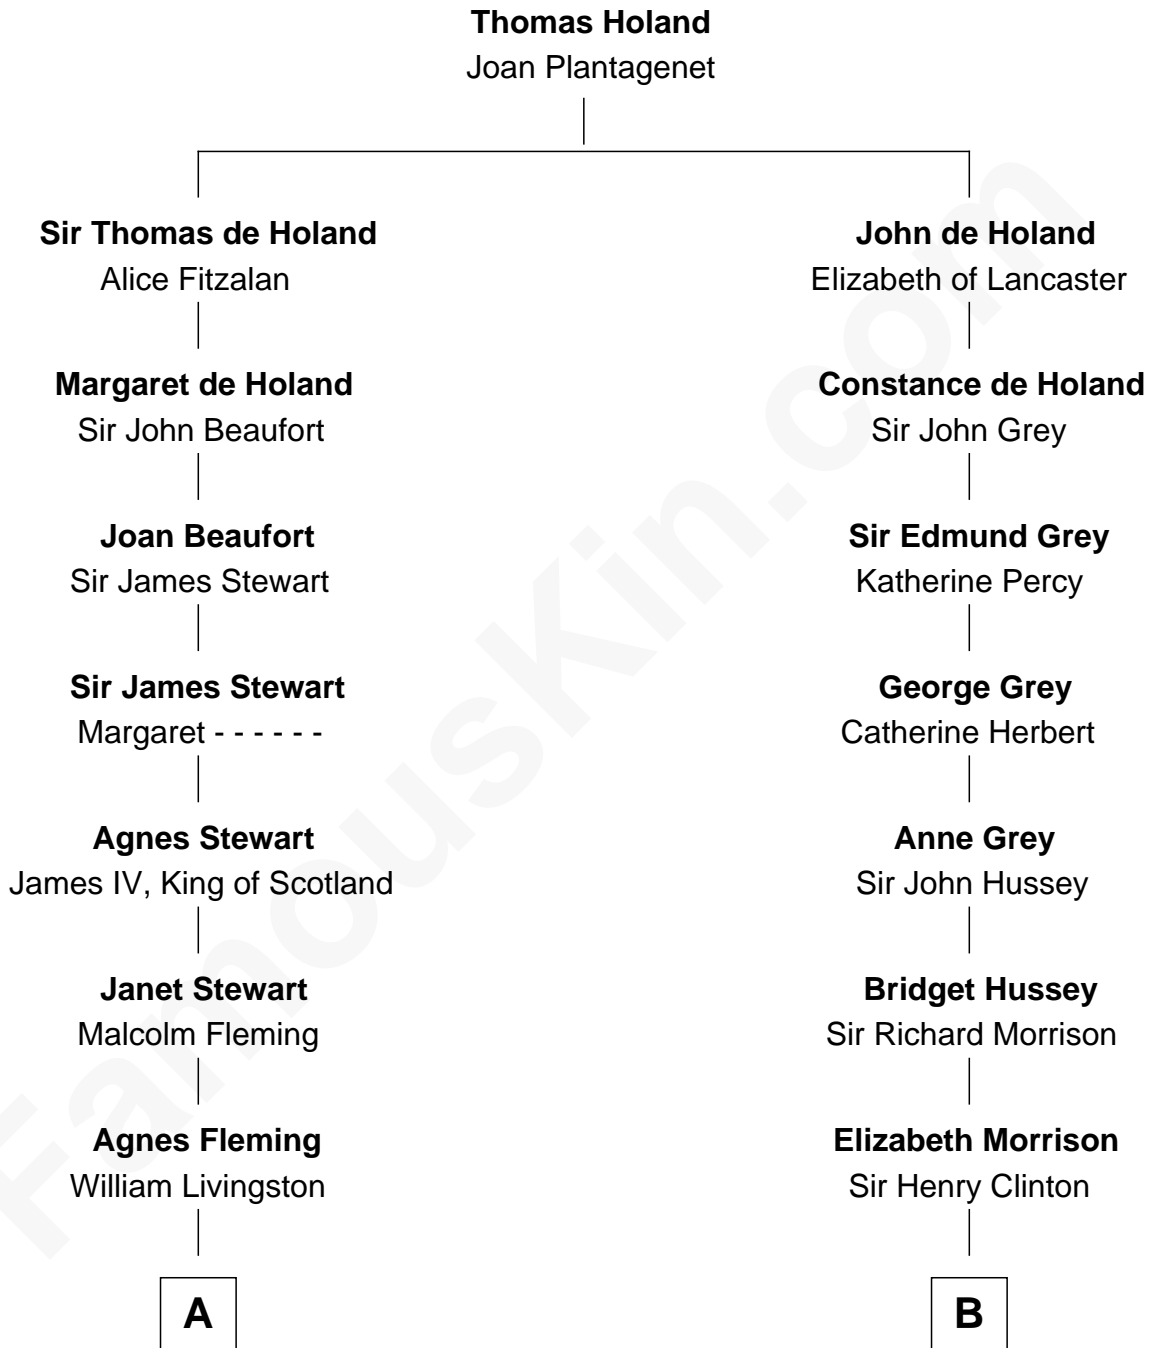 Thomas Holand
Joan Plantagenet
Sir Thomas de Holand
Alice Fitzalan
Margaret de Holand
Sir John Beaufort
Joan Beaufort
Sir James Stewart
Sir James Stewart
Margaret - - - - - -
Agnes Stewart
James IV, King of Scotland
Janet Stewart
Malcolm Fleming
Agnes Fleming
William Livingston
A
John de Holand
Elizabeth of Lancaster
Constance de Holand
Sir John Grey
Sir Edmund Grey
Katherine Percy
George Grey
Catherine Herbert
Anne Grey
Sir John Hussey
Bridget Hussey
Sir Richard Morrison
Elizabeth Morrison
Sir Henry Clinton
B
FamousKin.com